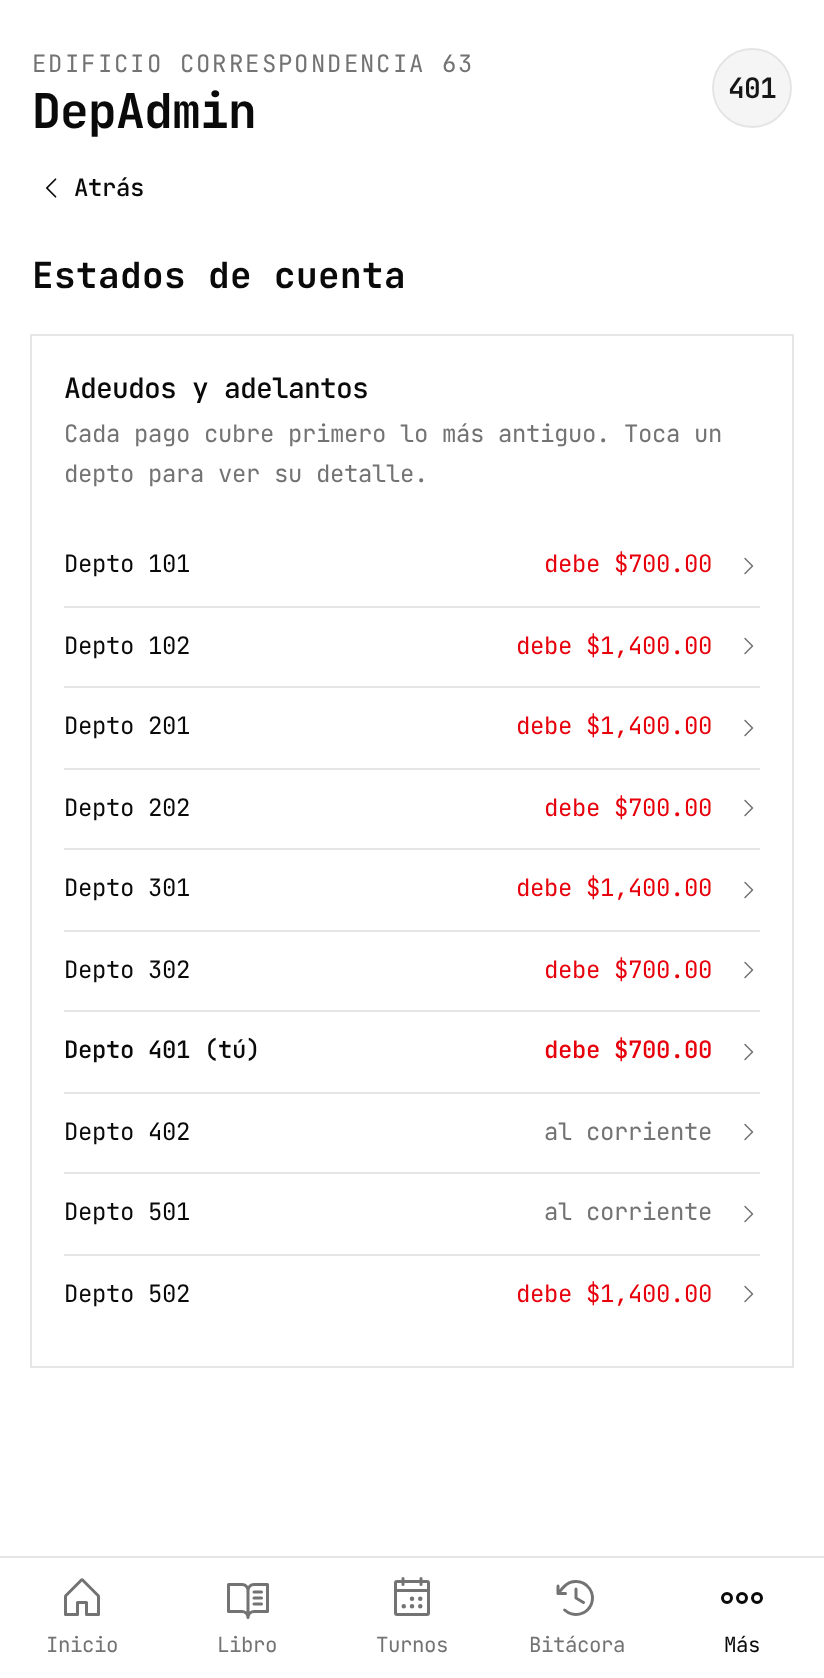 EDIFICIO CORRESPONDENCIA 63
DepAdmin
401
Atrás
Estados de cuenta
Adeudos y adelantos
Cada pago cubre primero lo más antiguo. Toca un
depto para ver su detalle.
Depto 101 debe $700.00
Depto 102 debe $1,400.00
Depto 201 debe $1,400.00
Depto 202 debe $700.00
Depto 301 debe $1,400.00
Depto 302 debe $700.00
Depto 401 (tú) debe $700.00
Depto 402 al corriente
Depto 501 al corriente
Depto 502 debe $1,400.00
Inicio Libro Turnos Bitácora Más